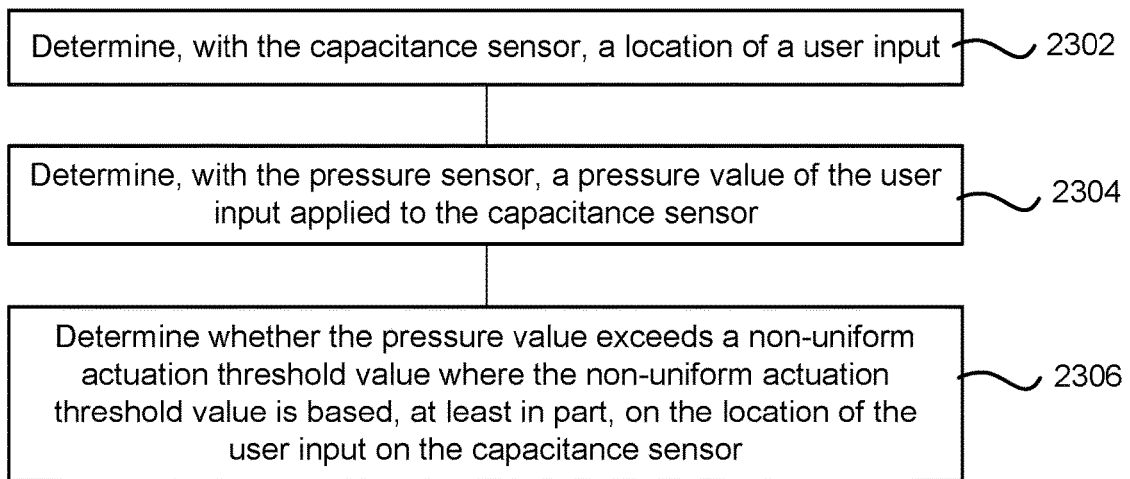 Determine, with the capacitance sensor, a location of a user input
2302
Determine, with the pressure sensor, a pressure value of the user
input applied to the capacitance sensor
2304
Determine whether the pressure value exceeds a non-uniform
actuation threshold value where the non-uniform actuation
threshold value is based, at least in part, on the location of the
user input on the capacitance sensor
2306